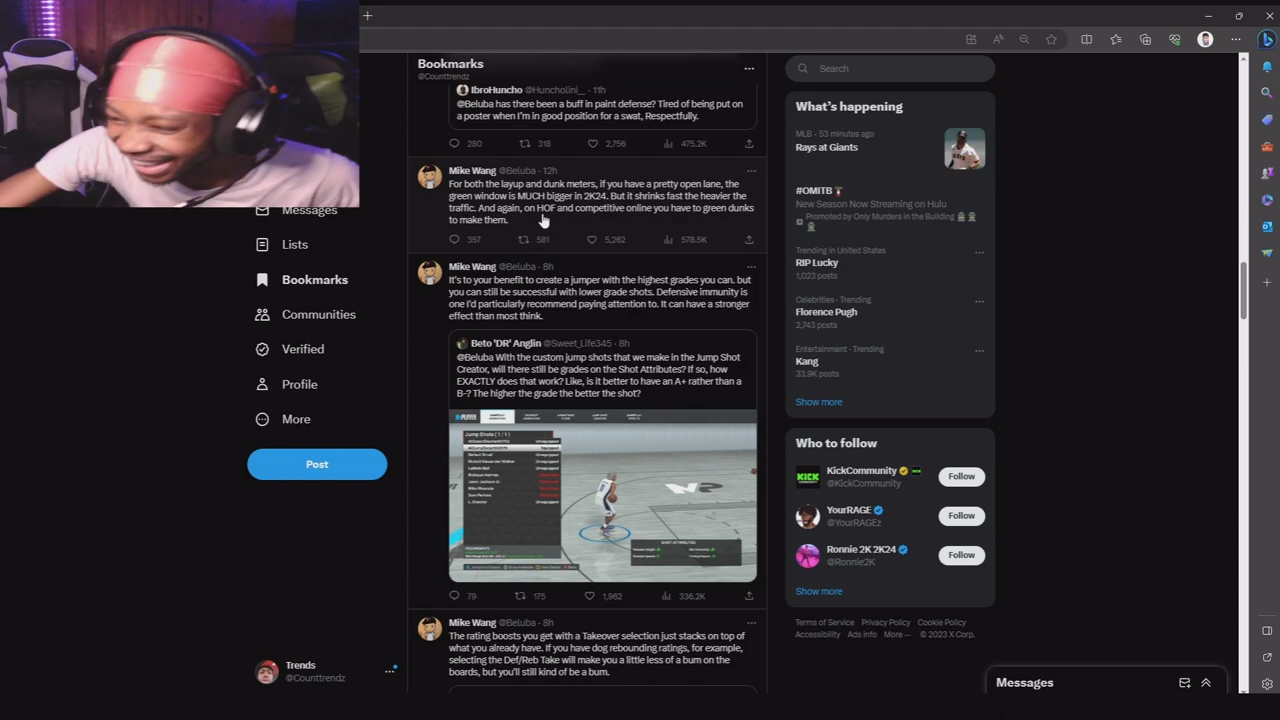 Bookmarks
@Counttrendz
Search
IbroHuncho @Huncholini_ · 11h
@Beluba has there been a buff in paint defense? Tired of being put on
a poster when I'm in good position for a swat, Respectfully.
280 318 2,756 475.2K
Mike Wang @Beluba · 12h
For both the layup and dunk meters, if you have a pretty open lane, the
green window is MUCH bigger in 2K24. But it shrinks fast the heavier the
traffic. And again, on HOF and competitive online you have to green dunks
to make them.
357 581 5,262 578.5K
Mike Wang @Beluba · 8h
It's to your benefit to create a jumper with the highest grades you can. but
you can still be successful with lower grade shots. Defensive immunity is
one I'd particularly recommend paying attention to. It can have a stronger
effect than most think.
Beto 'DR' Anglin @Sweet_Life345 · 8h
@Beluba With the custom jump shots that we make in the Jump Shot
Creator, will there still be grades on the Shot Attributes? If so, how
EXACTLY does that work? Like, is it better to have an A+ rather than a
B-? The higher the grade the better the shot?
Jump Shots ( 1 / 1 )
SHOT ATTRIBUTES
79 175 1,962 336.2K
Mike Wang @Beluba · 8h
The rating boosts you get with a Takeover selection just stacks on top of
what you already have. If you have dog rebounding ratings, for example,
selecting the Def/Reb Take will make you a little less of a bum on the
boards, but you'll still kind of be a bum.
Messages
Lists
Bookmarks
Communities
Verified
Profile
More
Post
Trends
@Counttrendz
What's happening
MLB · 53 minutes ago
Rays at Giants
#OMITB
New Season Now Streaming on Hulu
Promoted by Only Murders in the Building
Trending in United States
RIP Lucky
1,023 posts
Celebrities · Trending
Florence Pugh
2,743 posts
Entertainment · Trending
Kang
33.9K posts
Show more
Who to follow
KickCommunity
@KickCommunity
Follow
YourRAGE
@YourRAGEz
Follow
Ronnie 2K 2K24
@Ronnie2K
Follow
Show more
Terms of Service Privacy Policy Cookie Policy
Accessibility Ads info More ··· © 2023 X Corp.
Messages